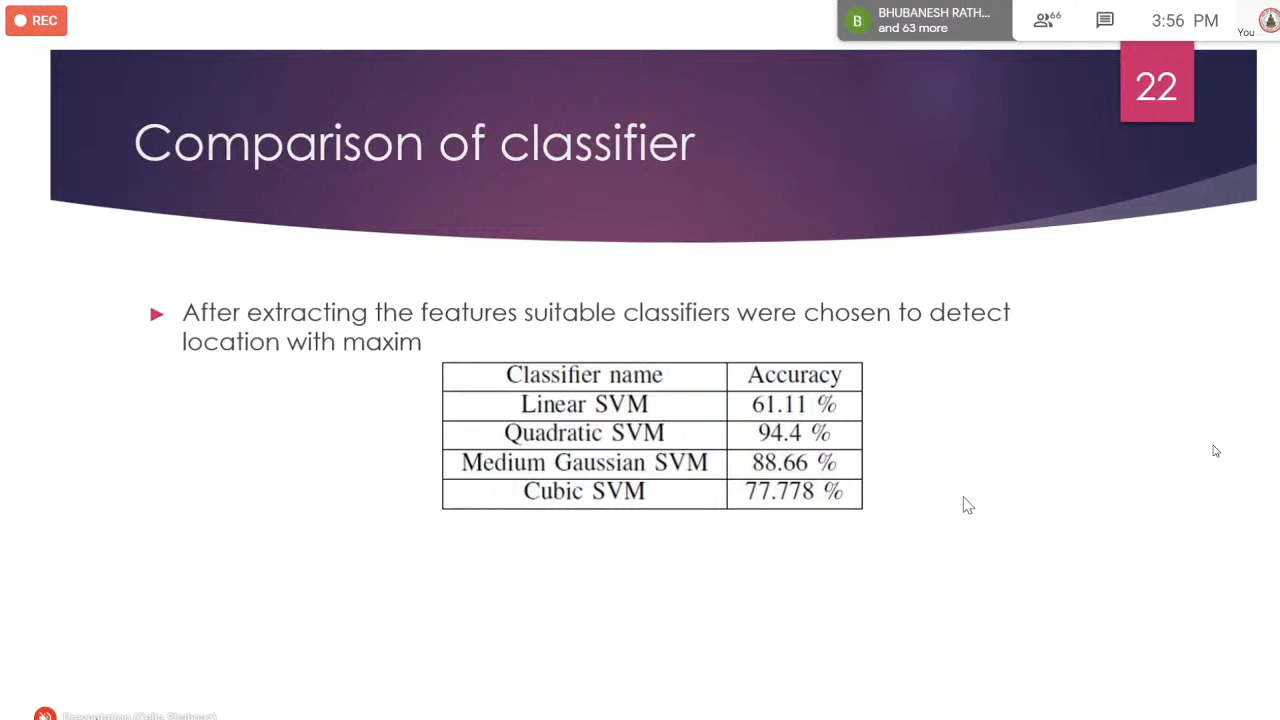 REC
B
BHUBANESH RATH...
and 63 more
66
3:56 PM
You
22
Comparison of classifier
After extracting the features suitable classifiers were chosen to detect
location with maxim
Classifier name Accuracy
Linear SVM 61.11 %
Quadratic SVM 94.4 %
Medium Gaussian SVM 88.66 %
Cubic SVM 77.778 %